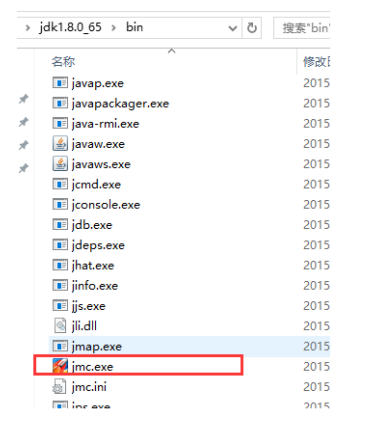 jdk1.8.0_65 › bin 搜索"bin"
名称 修改日
javap.exe 2015
javapackager.exe 2015
java-rmi.exe 2015
javaw.exe 2015
javaws.exe 2015
jcmd.exe 2015
jconsole.exe 2015
jdb.exe 2015
jdeps.exe 2015
jhat.exe 2015
jinfo.exe 2015
jjs.exe 2015
jli.dll 2015
jmap.exe 2015
jmc.exe 2015
jmc.ini 2015
jps.exe 2015